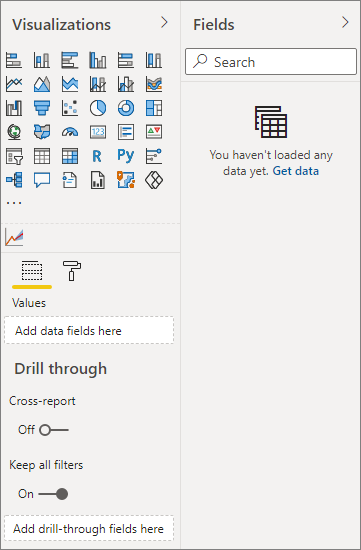 Visualizations
Fields
Search
123
R
Py
You haven't loaded any
data yet. Get data
...
Values
Add data fields here
Drill through
Cross-report
Off
Keep all filters
On
Add drill-through fields here